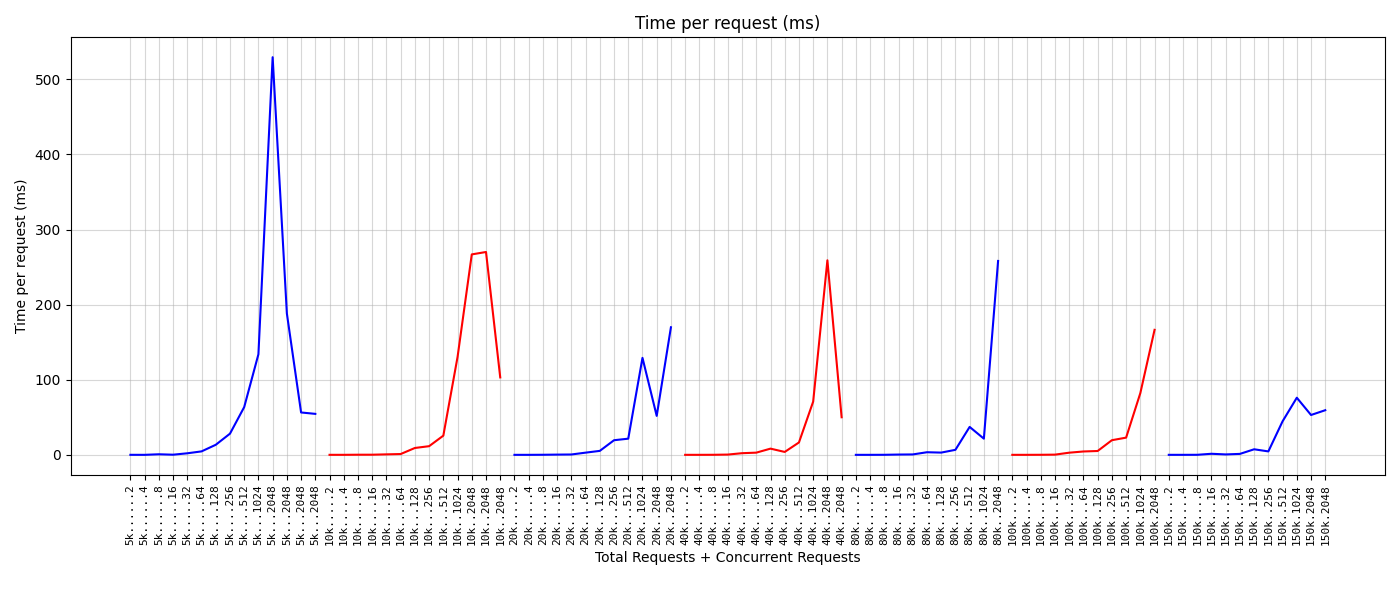 Time per request (ms)
500
400
300
200
100
0
Time per request (ms)
5k......2
5k......4
5k......8
5k.....16
5k.....32
5k.....64
5k....128
5k....256
5k....512
5k...1024
5k...2048
5k...2048
5k...2048
5k...2048
10k.....2
10k.....4
10k.....8
10k....16
10k....32
10k....64
10k...128
10k...256
10k...512
10k..1024
10k..2048
10k..2048
10k..2048
20k.....2
20k.....4
20k.....8
20k....16
20k....32
20k....64
20k...128
20k...256
20k...512
20k..1024
20k..2048
20k..2048
40k.....2
40k.....4
40k.....8
40k....16
40k....32
40k....64
40k...128
40k...256
40k...512
40k..1024
40k..2048
40k..2048
80k.....2
80k.....4
80k.....8
80k....16
80k....32
80k....64
80k...128
80k...256
80k...512
80k..1024
80k..2048
100k....2
100k....4
100k....8
100k...16
100k...32
100k...64
100k..128
100k..256
100k..512
100k.1024
100k.2048
150k....2
150k....4
150k....8
150k...16
150k...32
150k...64
150k..128
150k..256
150k..512
150k.1024
150k.2048
150k.2048
Total Requests + Concurrent Requests